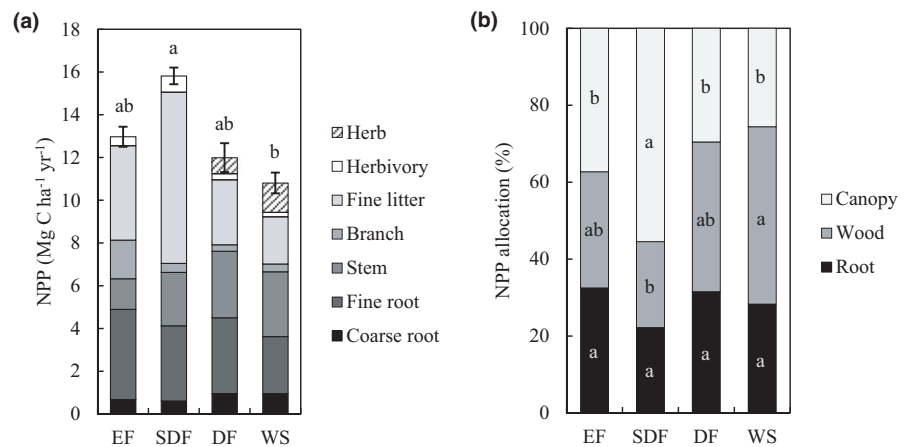 (a)
18
16
14
12
10
8
6
4
2
0
NPP (Mg C ha⁻¹ yr⁻¹)
ab
a
ab
b
EF SDF DF WS
Herb
Herbivory
Fine litter
Branch
Stem
Fine root
Coarse root
(b)
100
80
60
40
20
0
NPP allocation (%)
b a b b
ab b ab a
a a a a
EF SDF DF WS
Canopy
Wood
Root